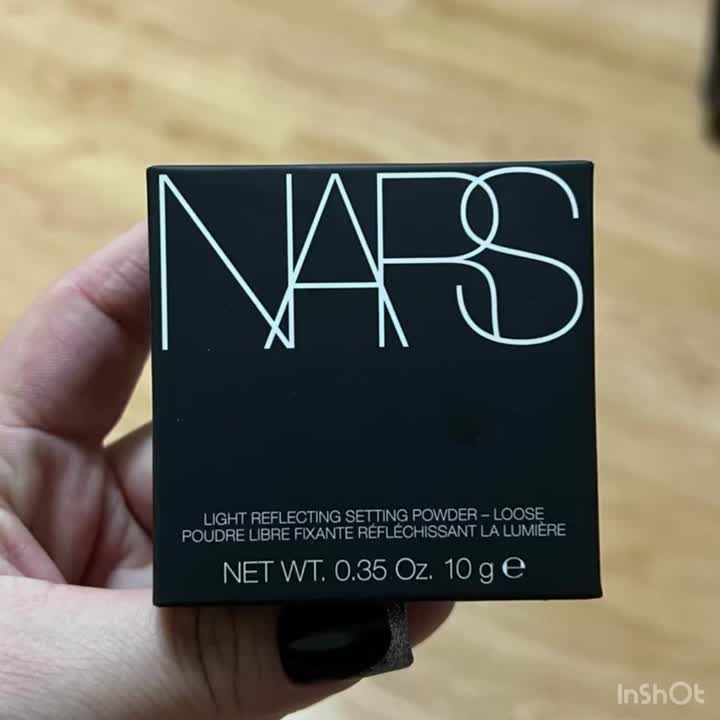 NARS
LIGHT REFLECTING SETTING POWDER – LOOSE
POUDRE LIBRE FIXANTE RÉFLÉCHISSANT LA LUMIÈRE
NET WT. 0.35 Oz. 10 g ℮
InShOt